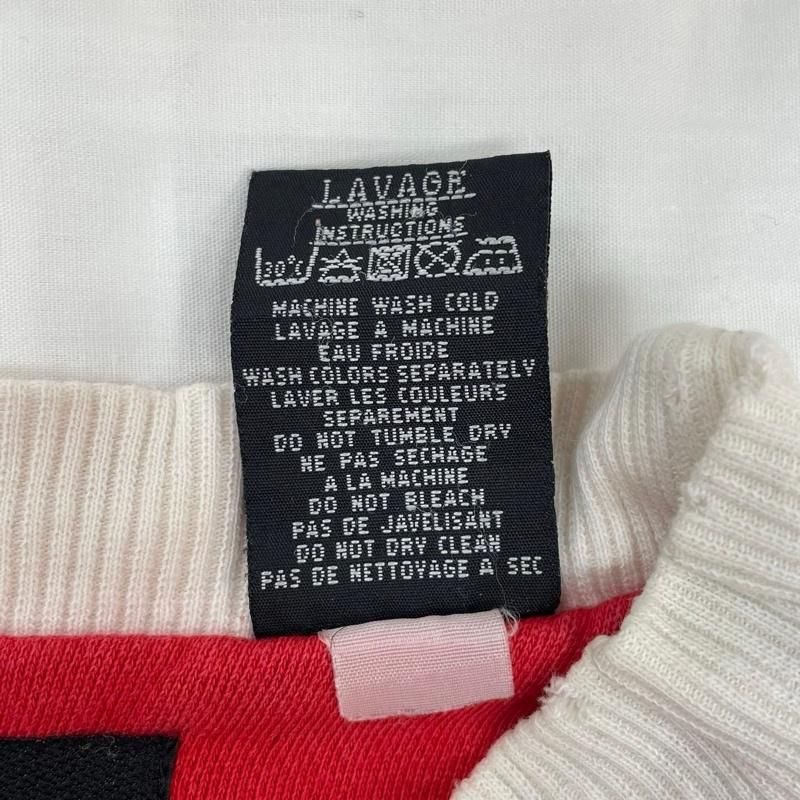 LAVAGE
WASHING
INSTRUCTIONS
30°C
MACHINE WASH COLD
LAVAGE A MACHINE
EAU FROIDE
WASH COLORS SEPARATELY
LAVER LES COULEURS
SEPAREMENT
DO NOT TUMBLE DRY
NE PAS SECHAGE
A LA MACHINE
DO NOT BLEACH
PAS DE JAVELISANT
DO NOT DRY CLEAN
PAS DE NETTOYAGE A SEC